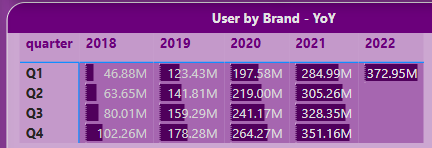 User by Brand - YoY
quarter 2018 2019 2020 2021 2022
Q1 46.88M 123.43M 197.58M 284.99M 372.95M
Q2 63.65M 141.81M 219.00M 305.26M
Q3 80.01M 159.29M 241.17M 328.35M
Q4 102.26M 178.28M 264.27M 351.16M